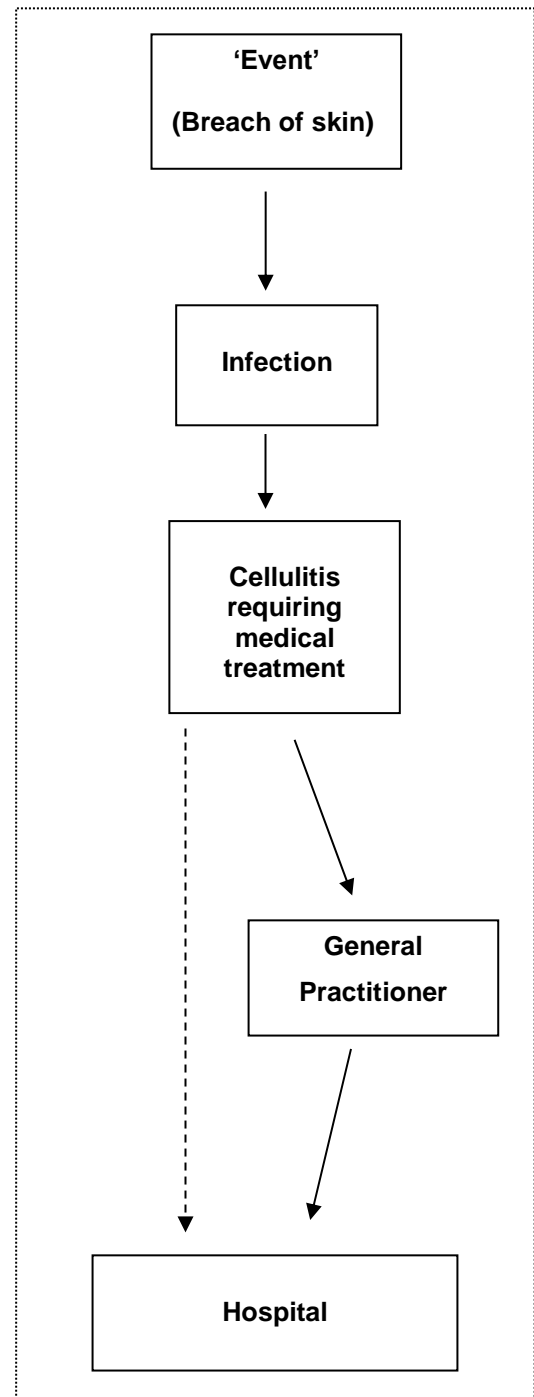 ‘Event’
(Breach of skin)
Infection
Cellulitis
requiring
medical
treatment
General
Practitioner
Hospital